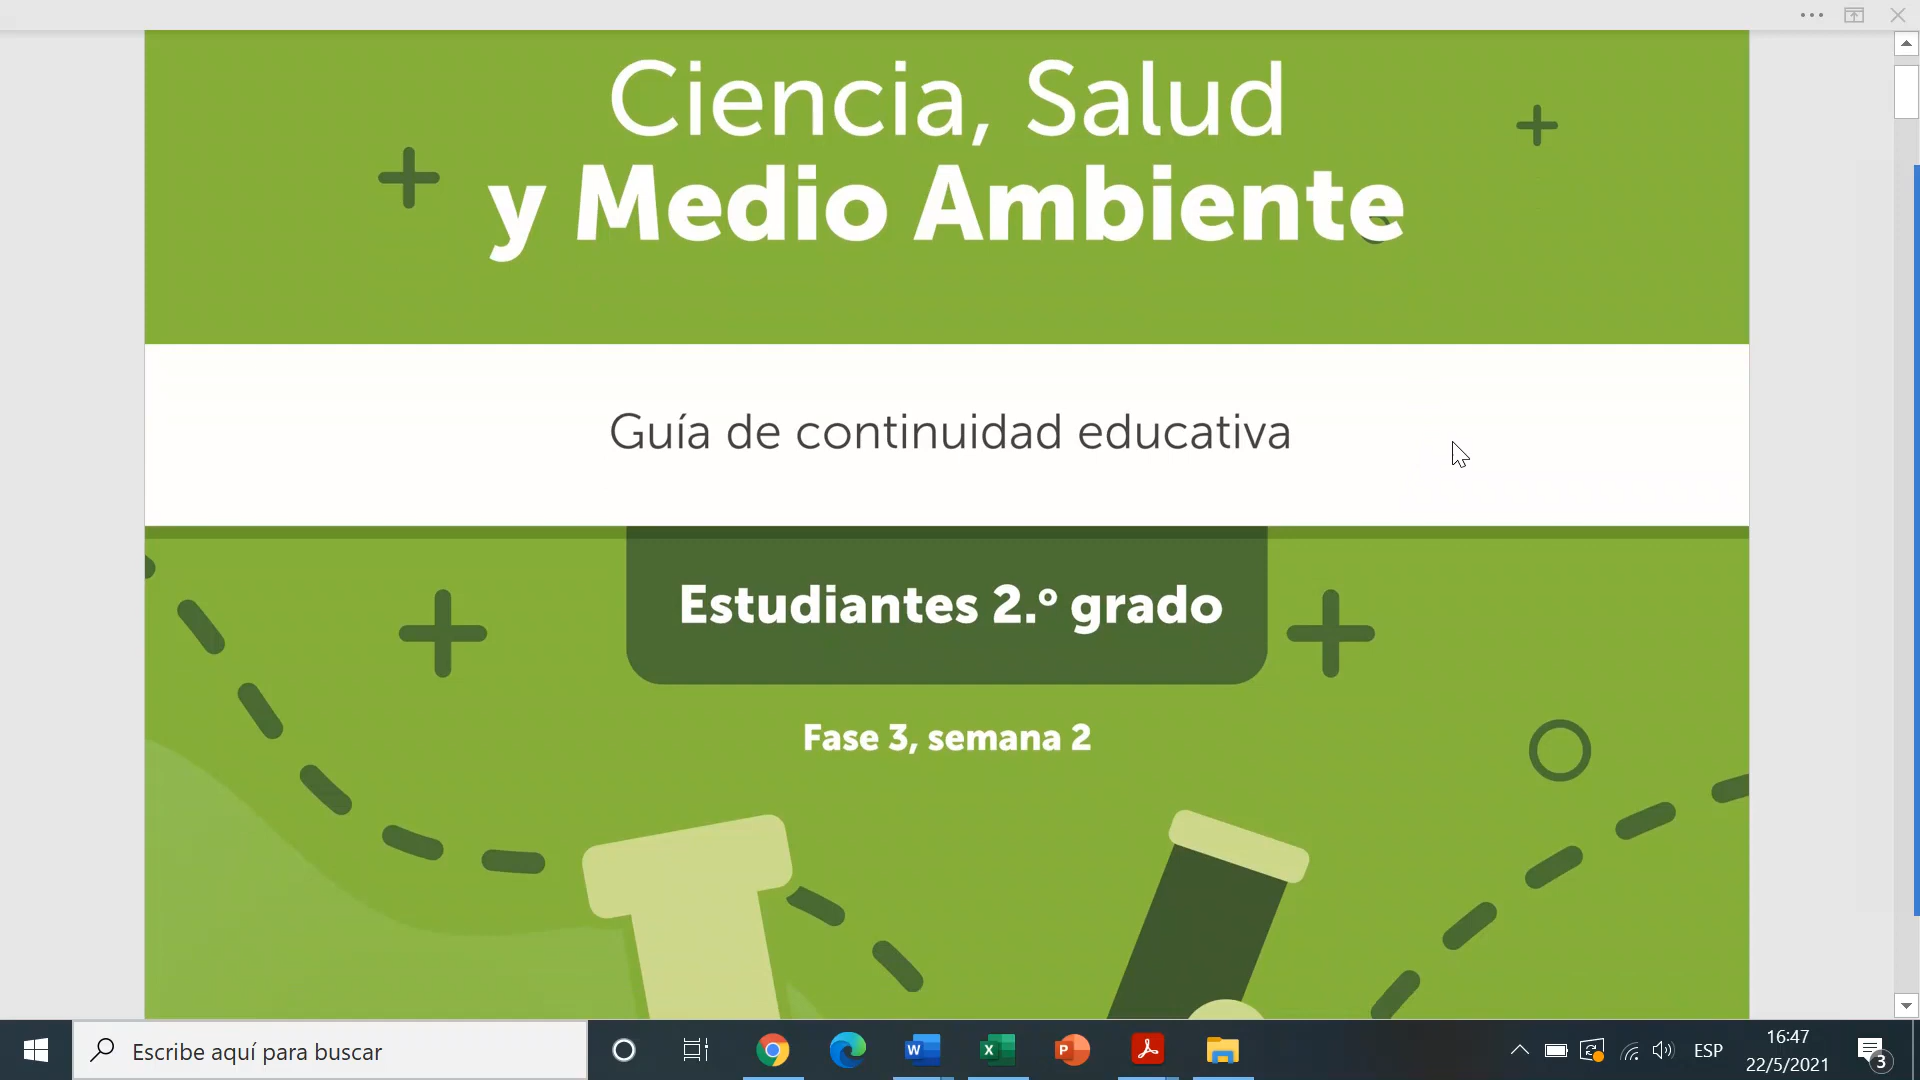 Ciencia, Salud
y Medio Ambiente
Guía de continuidad educativa
Estudiantes 2.º grado
Fase 3, semana 2
Escribe aquí para buscar
W
X
P
ESP
16:47
22/5/2021
3